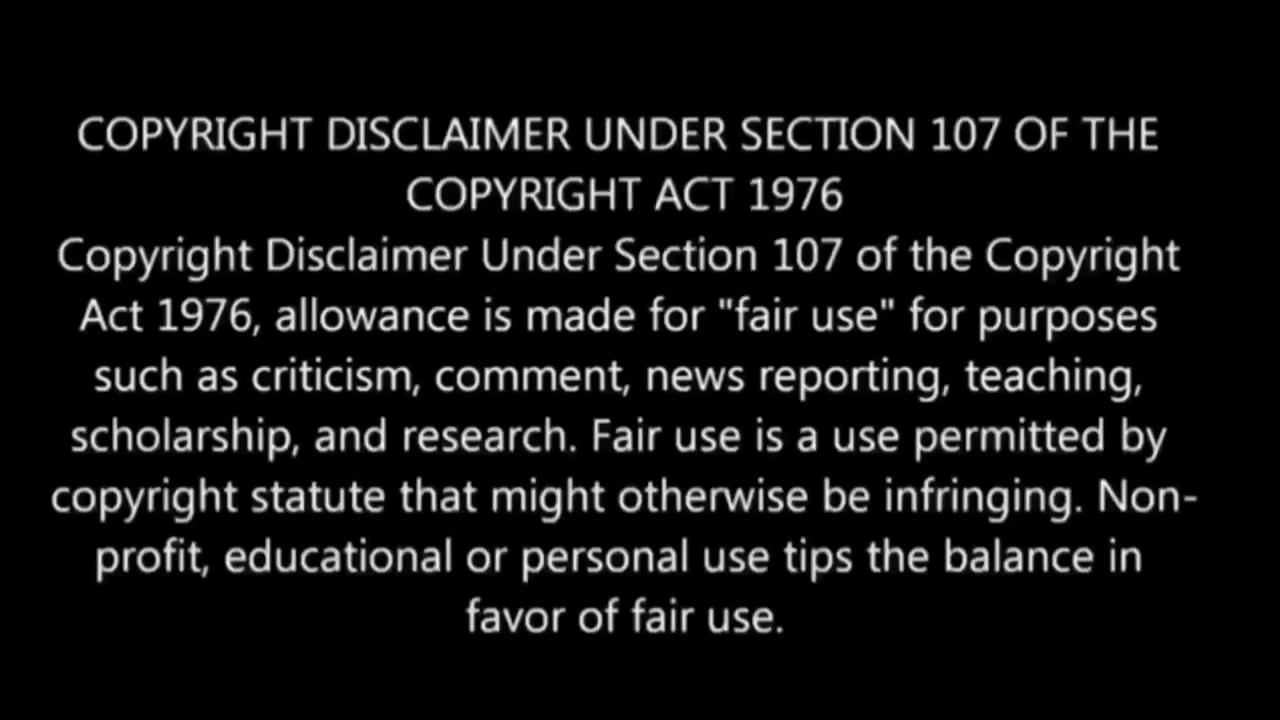 COPYRIGHT DISCLAIMER UNDER SECTION 107 OF THE
COPYRIGHT ACT 1976
Copyright Disclaimer Under Section 107 of the Copyright
Act 1976, allowance is made for "fair use" for purposes
such as criticism, comment, news reporting, teaching,
scholarship, and research. Fair use is a use permitted by
copyright statute that might otherwise be infringing. Non-
profit, educational or personal use tips the balance in
favor of fair use.